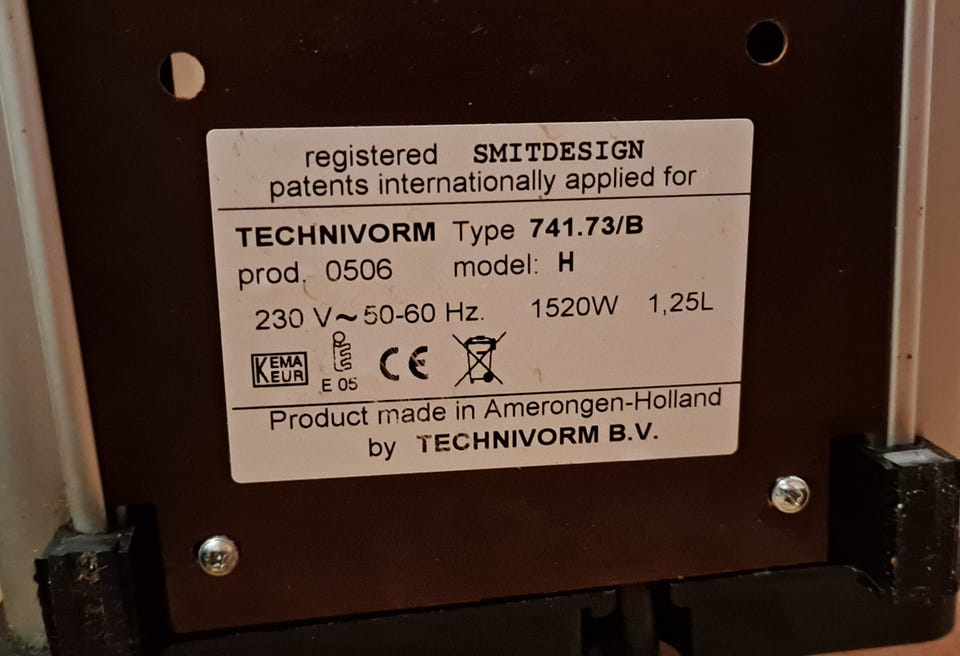 registered SMITDESIGN
patents internationally applied for
TECHNIVORM Type 741.73/B
prod. 0506 model: H
230 V~50-60 Hz. 1520W 1,25L
KEMA
EUR
E 05
CE
Product made in Amerongen-Holland
by TECHNIVORM B.V.